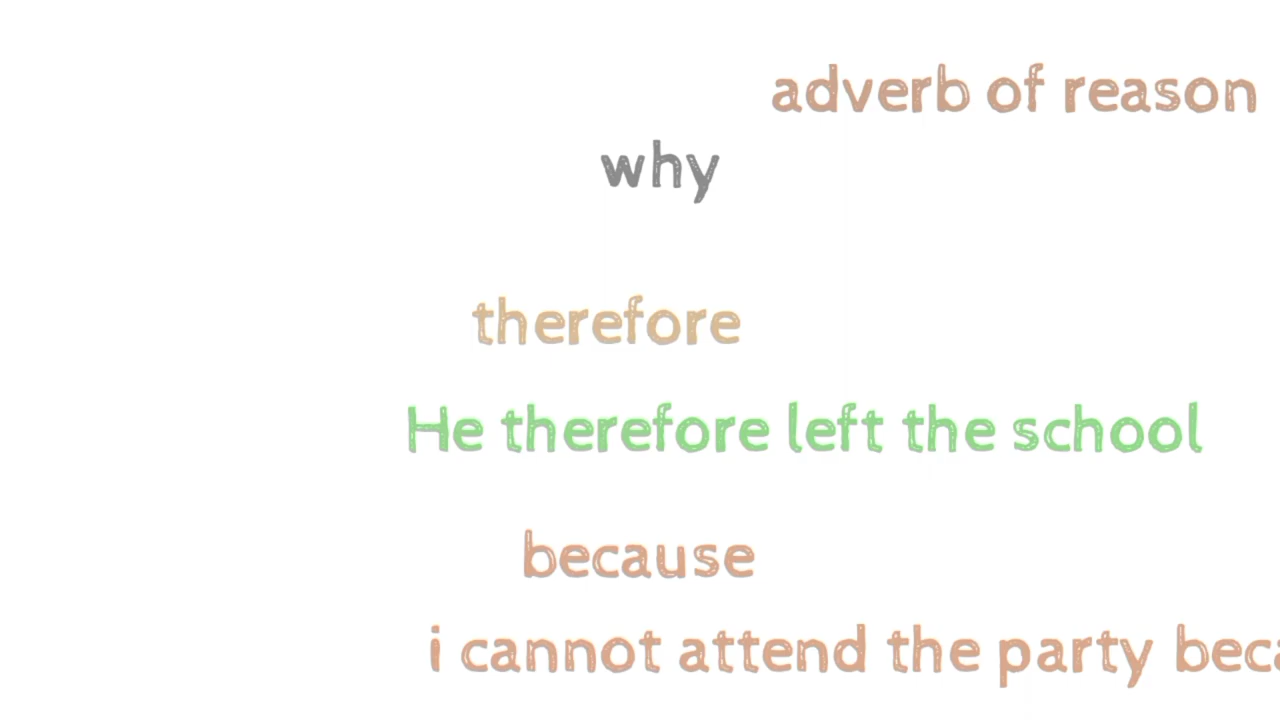 adverb of reason
why
therefore
He therefore left the school
because
i cannot attend the party